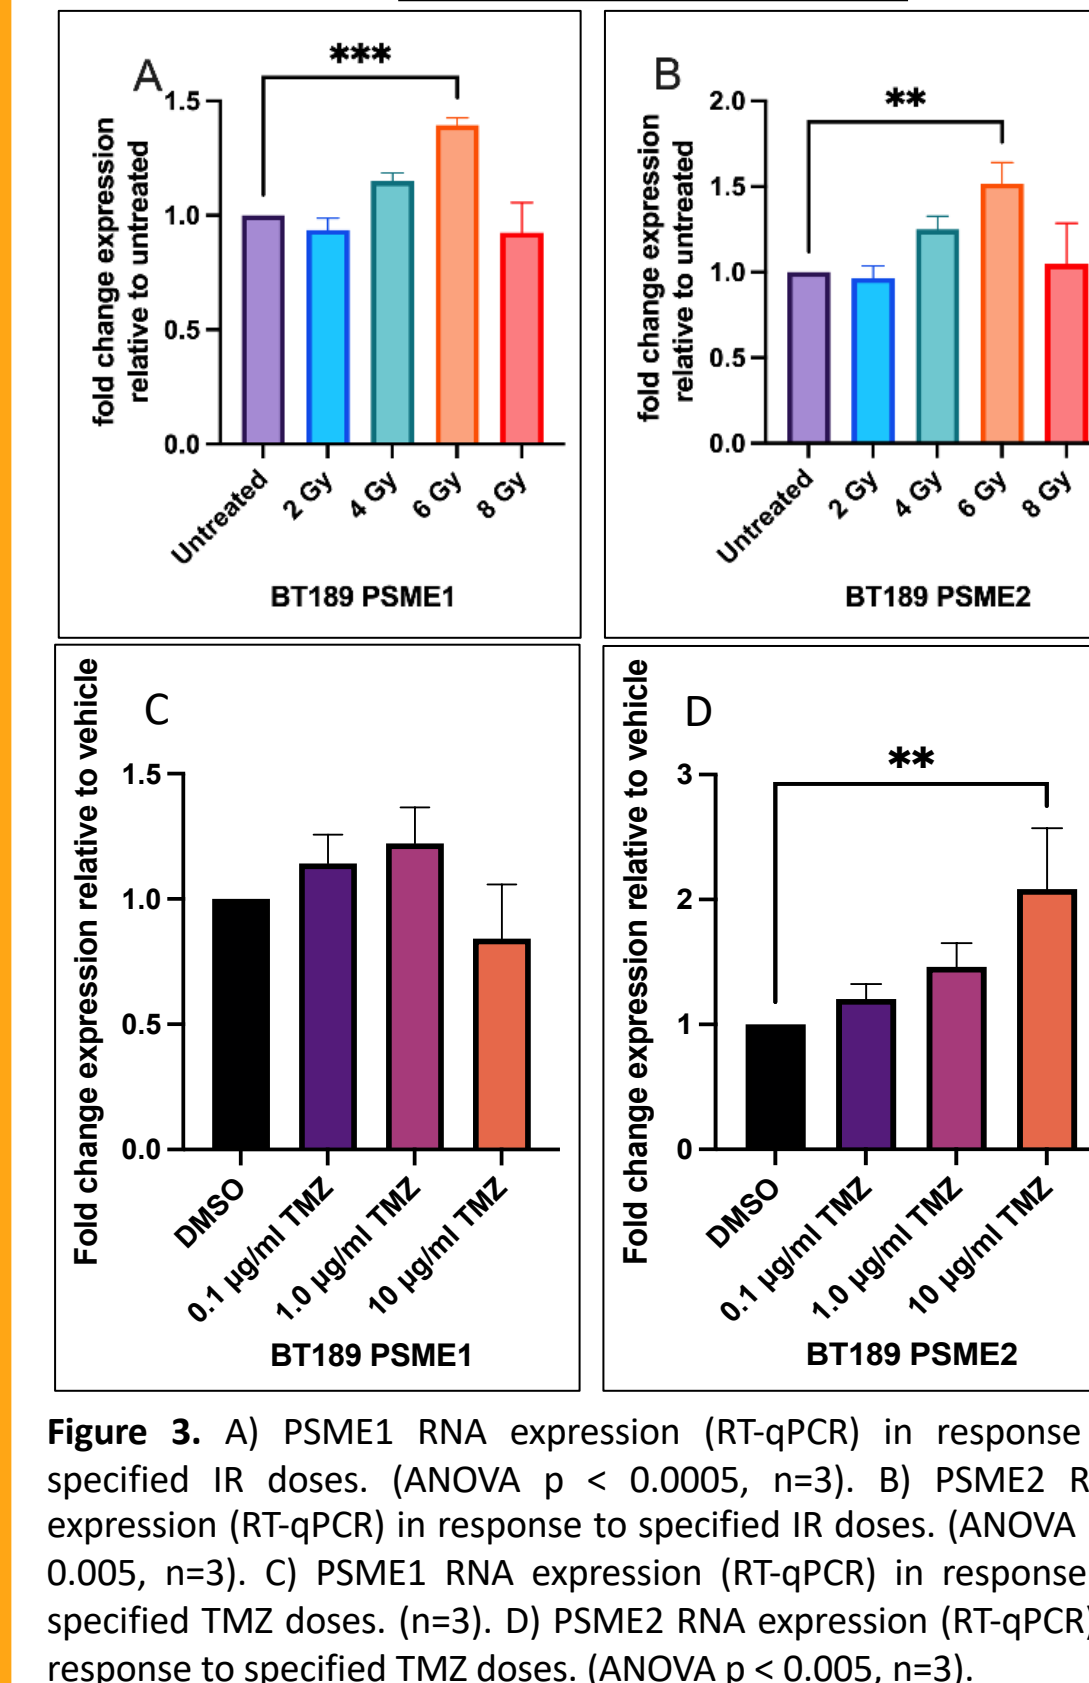 A
***
fold change expression
relative to untreated
1.5
1.0
0.5
0.0
Untreated
2 Gy
4 Gy
6 Gy
8 Gy
BT189 PSME1
B
**
fold change expression
relative to untreated
2.0
1.5
1.0
0.5
0.0
Untreated
2 Gy
4 Gy
6 Gy
8 Gy
BT189 PSME2
C
Fold change expression relative to vehicle
1.5
1.0
0.5
0.0
DMSO
0.1 µg/ml TMZ
1.0 µg/ml TMZ
10 µg/ml TMZ
BT189 PSME1
D
**
Fold change expression relative to vehicle
3
2
1
0
DMSO
0.1 µg/ml TMZ
1.0 µg/ml TMZ
10 µg/ml TMZ
BT189 PSME2
Figure 3. A) PSME1 RNA expression (RT-qPCR) in response
specified IR doses. (ANOVA p < 0.0005, n=3). B) PSME2
expression (RT-qPCR) in response to specified IR doses. (ANOVA
0.005, n=3). C) PSME1 RNA expression (RT-qPCR) in response
specified TMZ doses. (n=3). D) PSME2 RNA expression (RT-qPCR)
response to specified TMZ doses. (ANOVA p < 0.005, n=3).